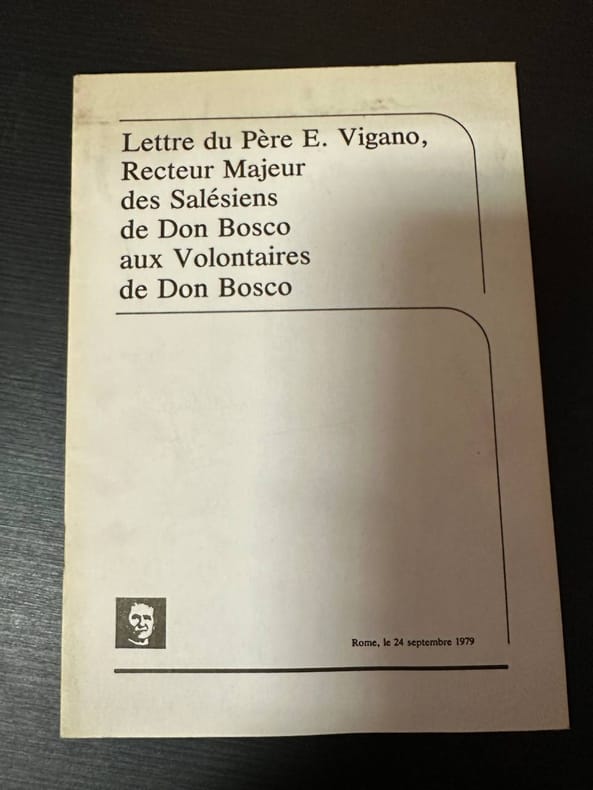 Lettre du Père E. Vigano,
Recteur Majeur
des Salésiens
de Don Bosco
aux Volontaires
de Don Bosco
Rome, le 24 septembre 1979